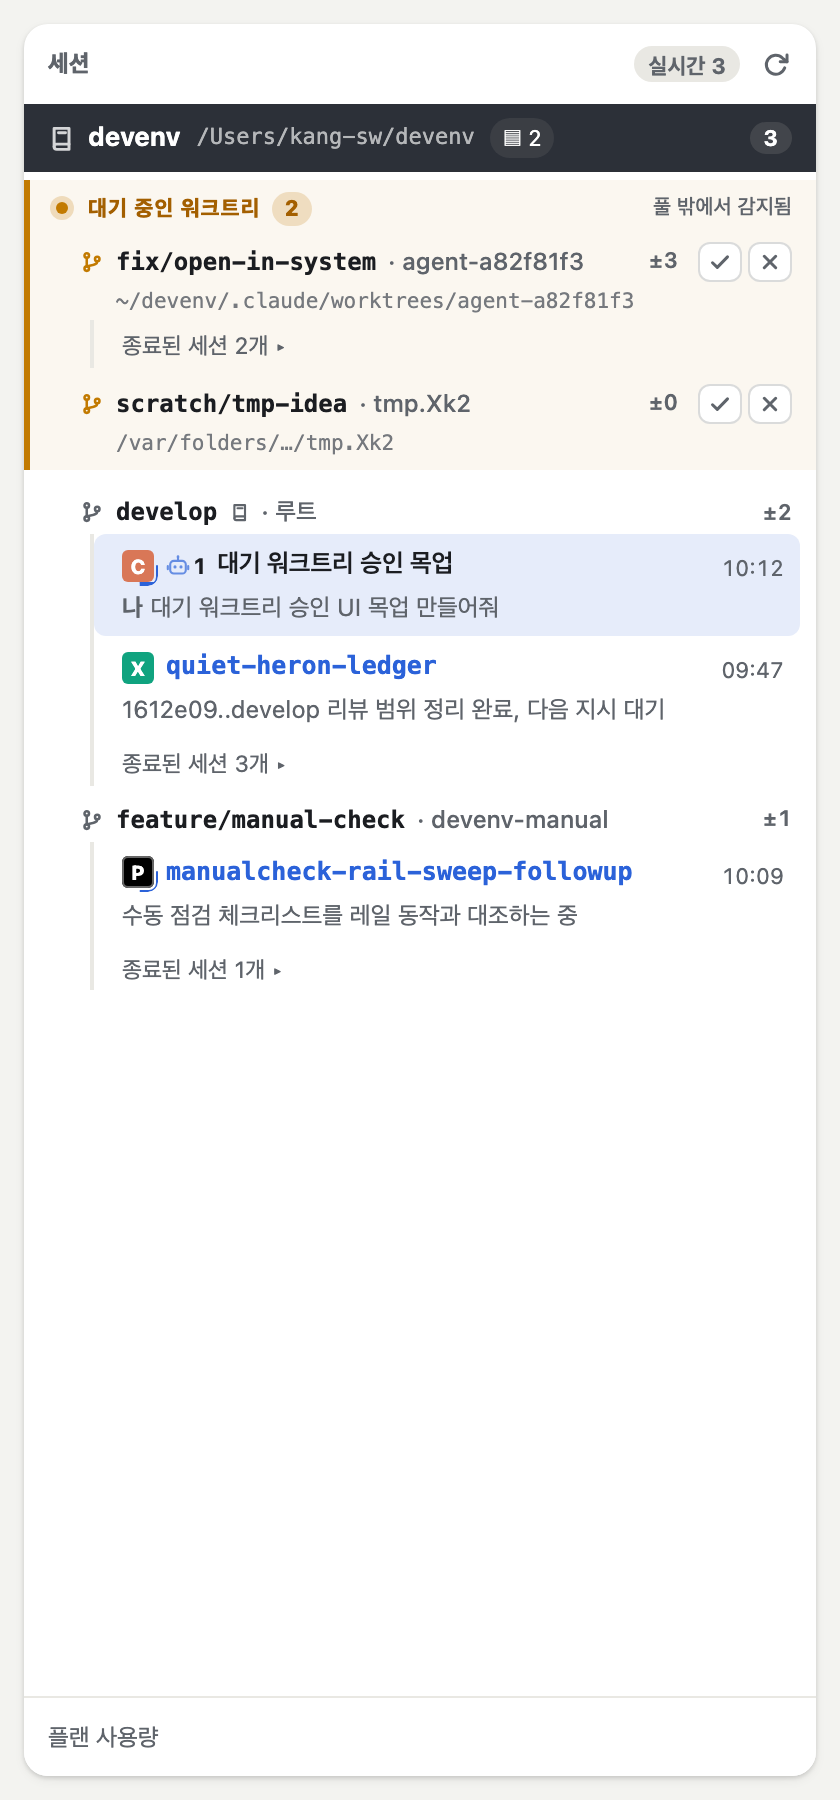 세션 실시간 3
devenv /Users/kang-sw/devenv 2 3
대기 중인 워크트리 2 풀 밖에서 감지됨
fix/open-in-system · agent-a82f81f3 ±3
~/devenv/.claude/worktrees/agent-a82f81f3
종료된 세션 2개 ▸
scratch/tmp-idea · tmp.Xk2 ±0
/var/folders/…/tmp.Xk2
develop · 루트 ±2
C 1 대기 워크트리 승인 목업 10:12
나 대기 워크트리 승인 UI 목업 만들어줘
X quiet-heron-ledger 09:47
1612e09..develop 리뷰 범위 정리 완료, 다음 지시 대기
종료된 세션 3개 ▸
feature/manual-check · devenv-manual ±1
P manualcheck-rail-sweep-followup 10:09
수동 점검 체크리스트를 레일 동작과 대조하는 중
종료된 세션 1개 ▸
플랜 사용량